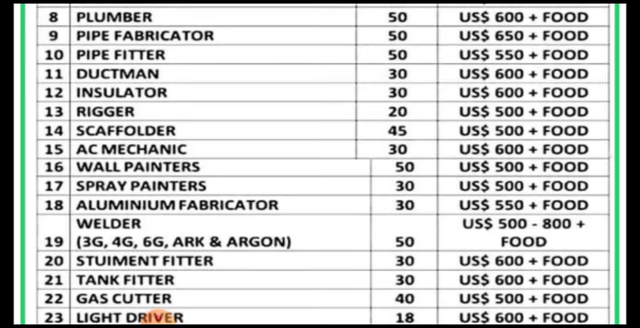 8 PLUMBER 50 US$ 600 + FOOD
9 PIPE FABRICATOR 50 US$ 650 + FOOD
10 PIPE FITTER 50 US$ 550 + FOOD
11 DUCTMAN 30 US$ 600 + FOOD
12 INSULATOR 30 US$ 600 + FOOD
13 RIGGER 20 US$ 500 + FOOD
14 SCAFFOLDER 45 US$ 500 + FOOD
15 AC MECHANIC 30 US$ 600 + FOOD
16 WALL PAINTERS 50 US$ 500 + FOOD
17 SPRAY PAINTERS 30 US$ 500 + FOOD
18 ALUMINIUM FABRICATOR 30 US$ 550 + FOOD
WELDER US$ 500 - 800 +
19 (3G, 4G, 6G, ARK & ARGON) 50 FOOD
20 STUIMENT FITTER 30 US$ 600 + FOOD
21 TANK FITTER 30 US$ 600 + FOOD
22 GAS CUTTER 40 US$ 500 + FOOD
23 LIGHT DRIVER 18 US$ 600 + FOOD